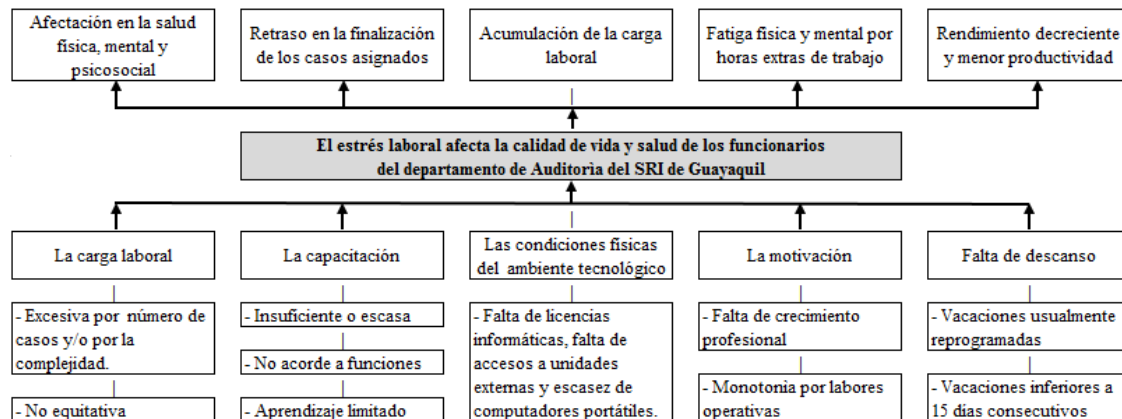 Afectación en la salud
física, mental y
psicosocial
Retraso en la finalización
de los casos asignados
Acumulación de la carga
laboral
Fatiga física y mental por
horas extras de trabajo
Rendimiento decreciente
y menor productividad
El estrés laboral afecta la calidad de vida y salud de los funcionarios
del departamento de Auditorìa del SRI de Guayaquil
La carga laboral
La capacitación
Las condiciones físicas
del ambiente tecnológico
La motivación
Falta de descanso
- Excesiva por número de
casos y/o por la
complejidad.
- No equitativa
- Insuficiente o escasa
- No acorde a funciones
- Aprendizaje limitado
- Falta de licencias
informáticas, falta de
accesos a unidades
externas y escasez de
computadores portátiles.
- Falta de crecimiento
profesional
- Monotonia por labores
operativas
- Vacaciones usualmente
reprogramadas
- Vacaciones inferiores a
15 días consecutivos